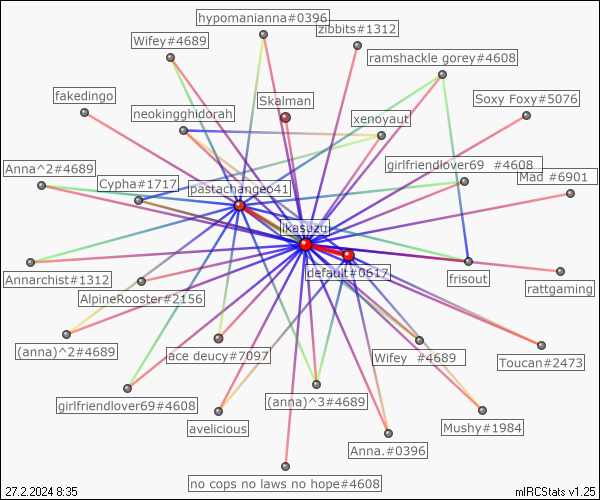 hypomanianna#0396
zibbits#1312
Wifey#4689
ramshackle gorey#4608
fakedingo
Skalman
Soxy Foxy#5076
neokingghidorah
xenoyaut
Anna^2#4689
girlfriendlover69 #4608
Mad #6901
Cypha#1717
pastachangeo41
ikasuzu
default#0617
Annarchist#1312
frisout
rattgaming
AlpineRooster#2156
(anna)^2#4689
ace deucy#7097
Wifey #4689
Toucan#2473
girlfriendlover69#4608
(anna)^3#4689
avelicious
Mushy#1984
Anna.#0396
no cops no laws no hope#4608
27.2.2024 8:35
mIRCStats v1.25